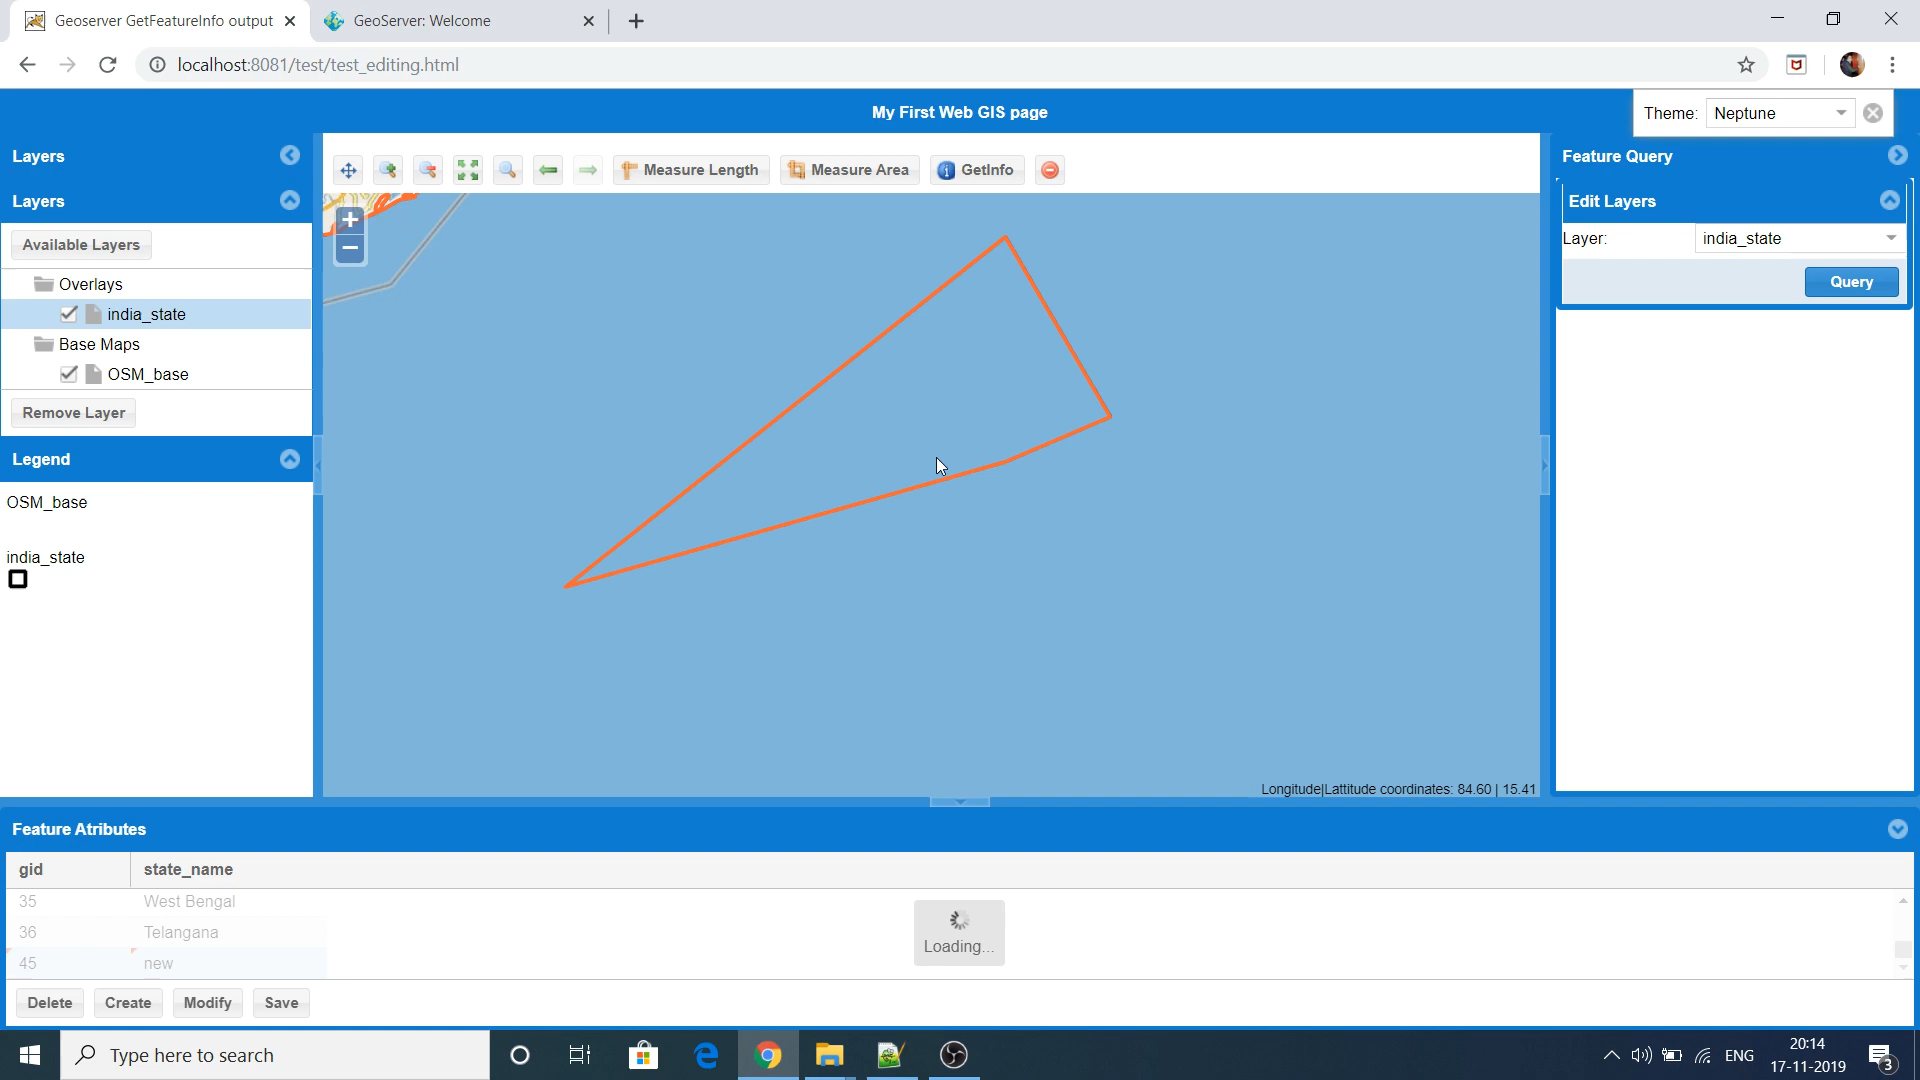 Geoserver GetFeatureInfo output
GeoServer: Welcome
localhost:8081/test/test_editing.html
My First Web GIS page
Theme: Neptune
Layers
Layers
Available Layers
Overlays
india_state
Base Maps
OSM_base
Remove Layer
Legend
OSM_base
india_state
Measure Length
Measure Area
GetInfo
+
−
Longitude|Lattitude coordinates: 84.60 | 15.41
Feature Query
Edit Layers
Layer: india_state
Query
Feature Atributes
gid state_name
35 West Bengal
36 Telangana
45 new
Loading...
Delete Create Modify Save
Type here to search
ENG
20:14
17-11-2019
3